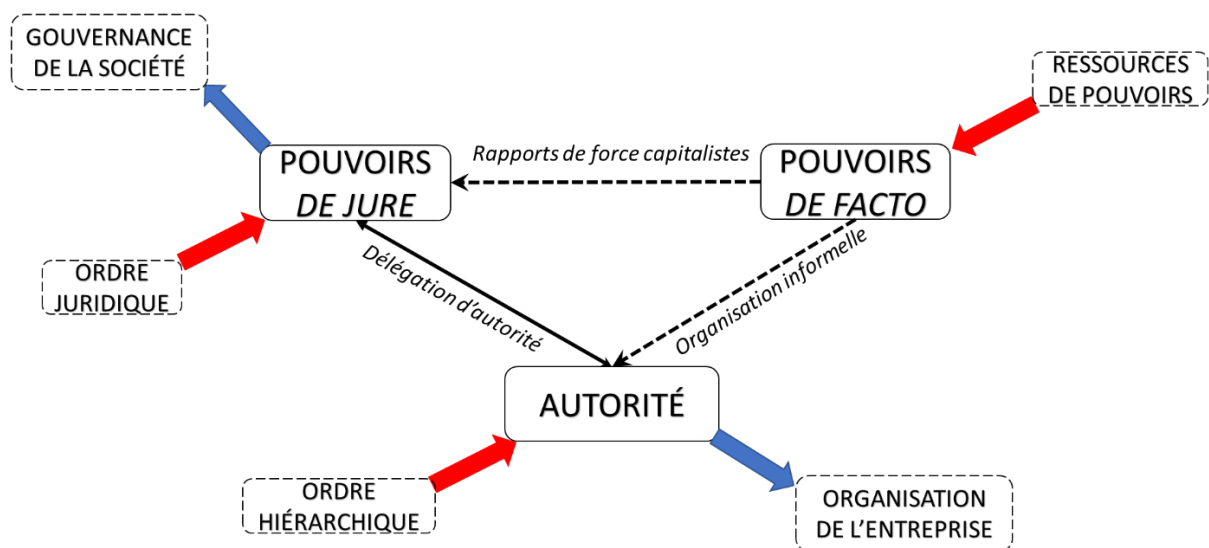 GOUVERNANCE
DE LA SOCIÉTÉ
RESSOURCES
DE POUVOIRS
POUVOIRS
DE JURE
Rapports de force capitalistes
POUVOIRS
DE FACTO
ORDRE
JURIDIQUE
Délégation d'autorité
Organisation informelle
AUTORITÉ
ORDRE
HIÉRARCHIQUE
ORGANISATION
DE L'ENTREPRISE